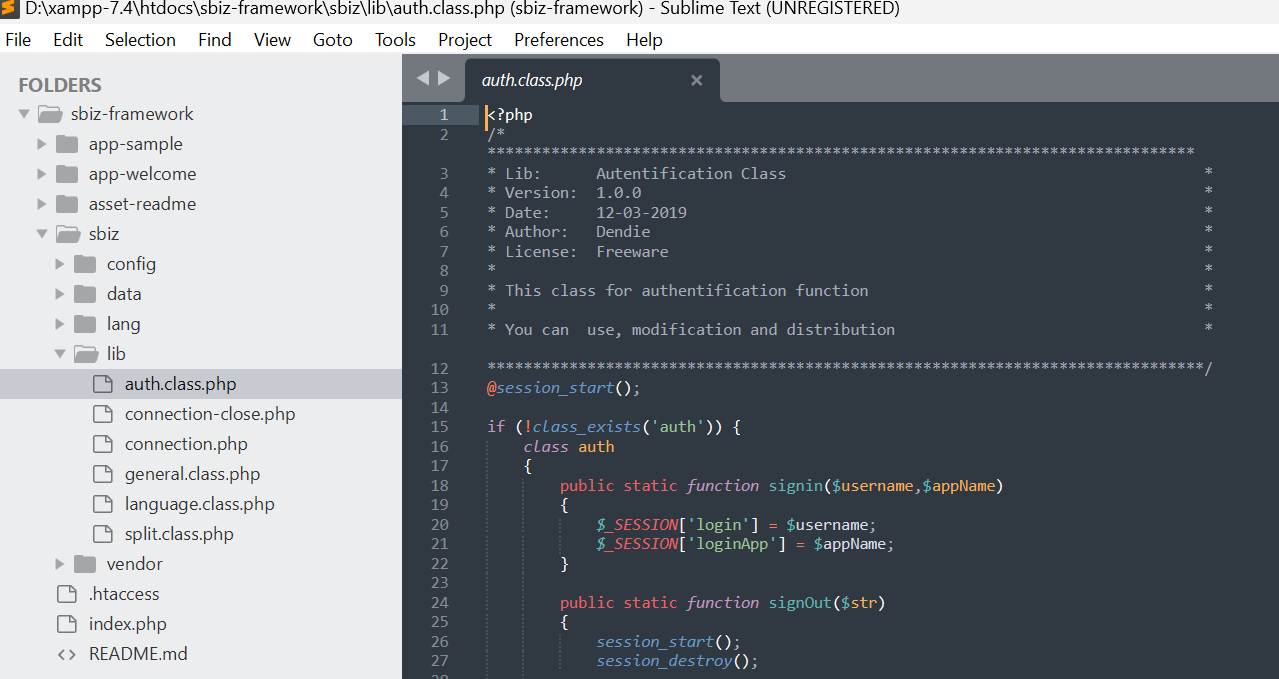 D:\xampp-7.4\htdocs\sbiz-framework\sbiz\lib\auth.class.php (sbiz-framework) - Sublime Text (UNREGISTERED)
File Edit Selection Find View Goto Tools Project Preferences Help
FOLDERS
sbiz-framework
app-sample
app-welcome
asset-readme
sbiz
config
data
lang
lib
auth.class.php
connection-close.php
connection.php
general.class.php
language.class.php
split.class.php
vendor
.htaccess
index.php
<> README.md
auth.class.php ×
1 <?php
2 /*
******************************************************************************
3 * Lib:      Autentification Class                                              *
4 * Version:  1.0.0                                                              *
5 * Date:     12-03-2019                                                         *
6 * Author:   Dendie                                                             *
7 * License:  Freeware                                                           *
8 *                                                                              *
9 * This class for authentification function                                     *
10 *                                                                              *
11 * You can  use, modification and distribution                                  *
12 *******************************************************************************/
13 @session_start();
14
15 if (!class_exists('auth')) {
16     class auth
17     {
18         public static function signin($username,$appName)
19         {
20             $_SESSION['login'] = $username;
21             $_SESSION['loginApp'] = $appName;
22         }
23
24         public static function signOut($str)
25         {
26             session_start();
27             session_destroy();